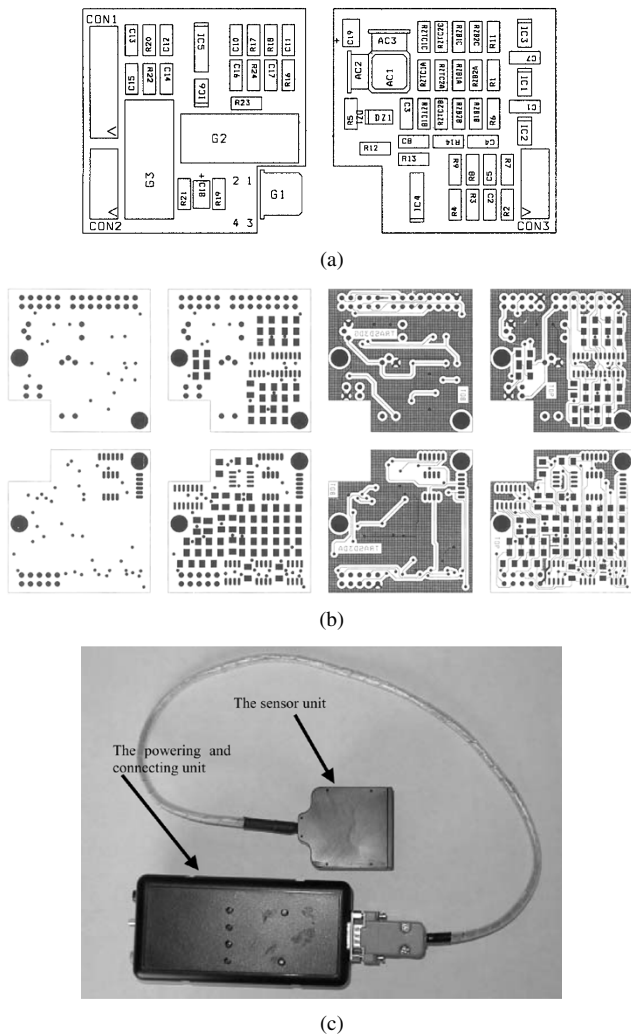 CON1
C13
R20
C12
IC5
C10
R17
R18
C11
C15
R22
C14
IC6
C16
R24
C17
R16
R23
G2
G3
+
C18
R21
R19
2 1
G1
4 3
CON2
+
C19
AC3
R11
IC3
AC2
AC1
C7
R1
IC1
R5
DZ1
C3
R6
C1
IC2
R12
C8
R14
C4
R13
R9
R8
C5
R7
IC4
R4
R3
C2
R2
CON3
(a)
TOP
(b)
The sensor unit
The powering and
connecting unit
(c)